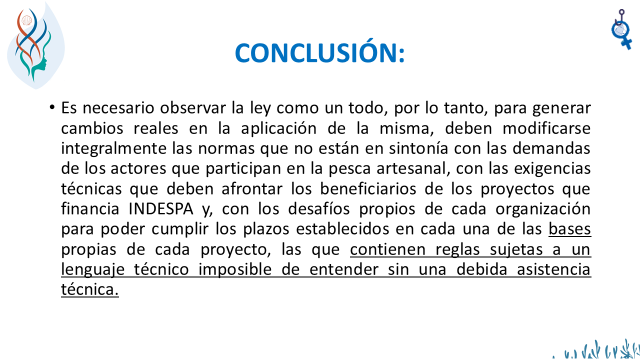 CONCLUSIÓN:
• Es necesario observar la ley como un todo, por lo tanto, para generar
cambios reales en la aplicación de la misma, deben modificarse
integralmente las normas que no están en sintonía con las demandas
de los actores que participan en la pesca artesanal, con las exigencias
técnicas que deben afrontar los beneficiarios de los proyectos que
financia INDESPA y, con los desafíos propios de cada organización
para poder cumplir los plazos establecidos en cada una de las bases
propias de cada proyecto, las que contienen reglas sujetas a un
lenguaje técnico imposible de entender sin una debida asistencia
técnica.